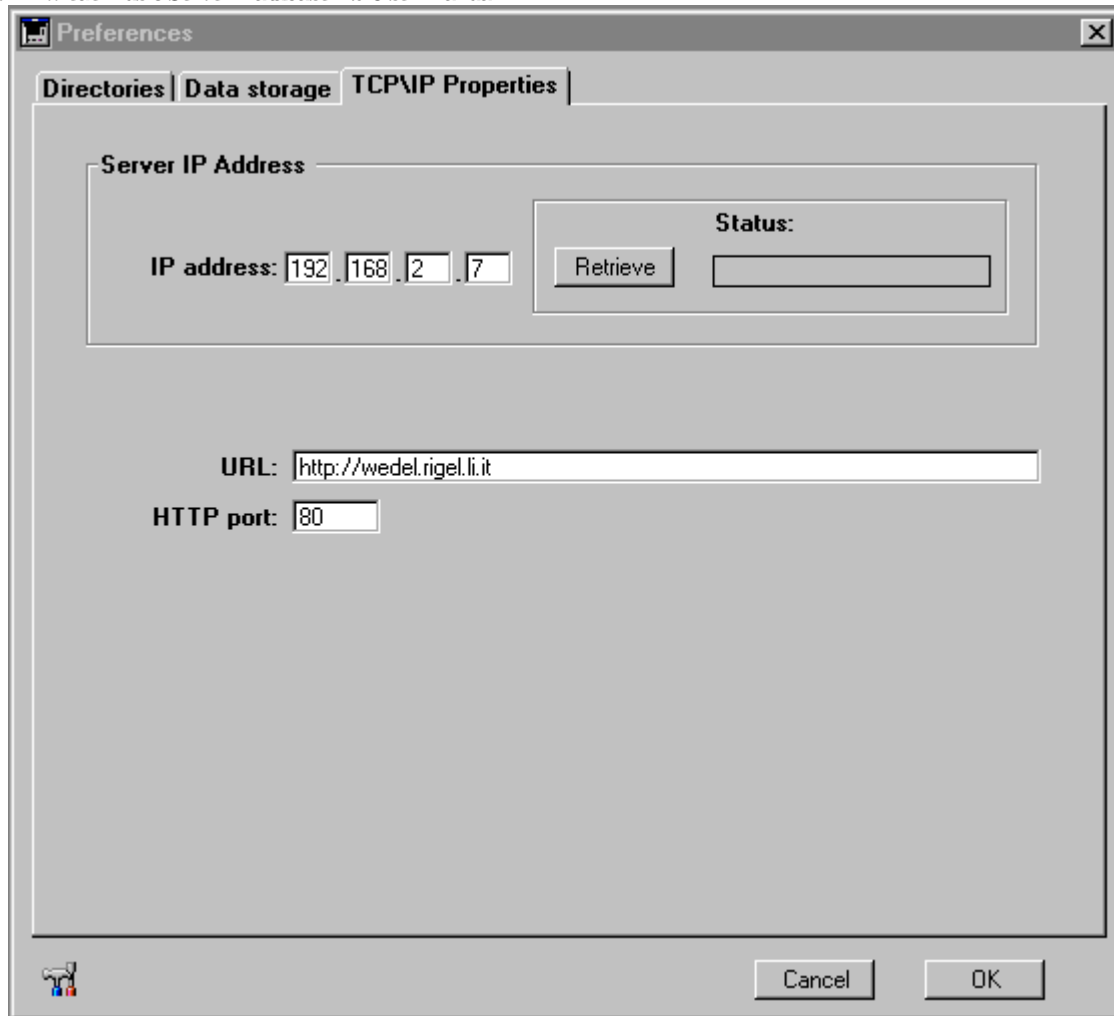 Preferences
Directories Data storage TCP\IP Properties
Server IP Address
Status:
IP address: 192 . 168 . 2 . 7 Retrieve
URL: http://wedel.rigel.li.it
HTTP port: 80
Cancel OK